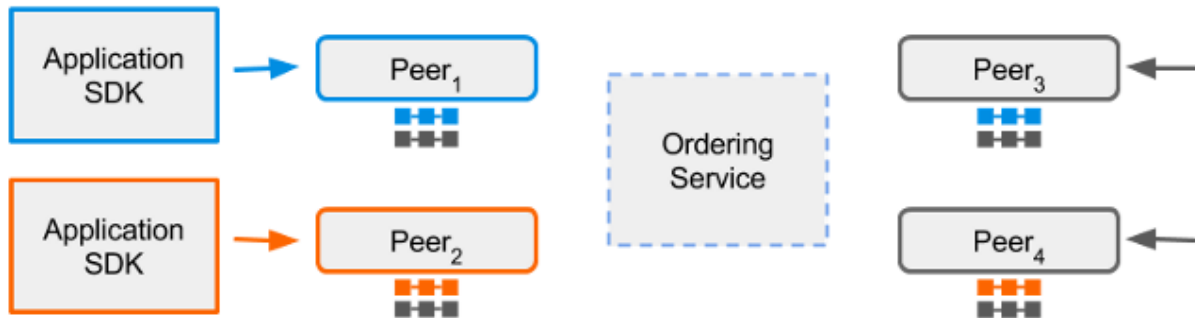 Application
SDK
Peer₁
Ordering
Service
Peer₃
Application
SDK
Peer₂
Peer₄